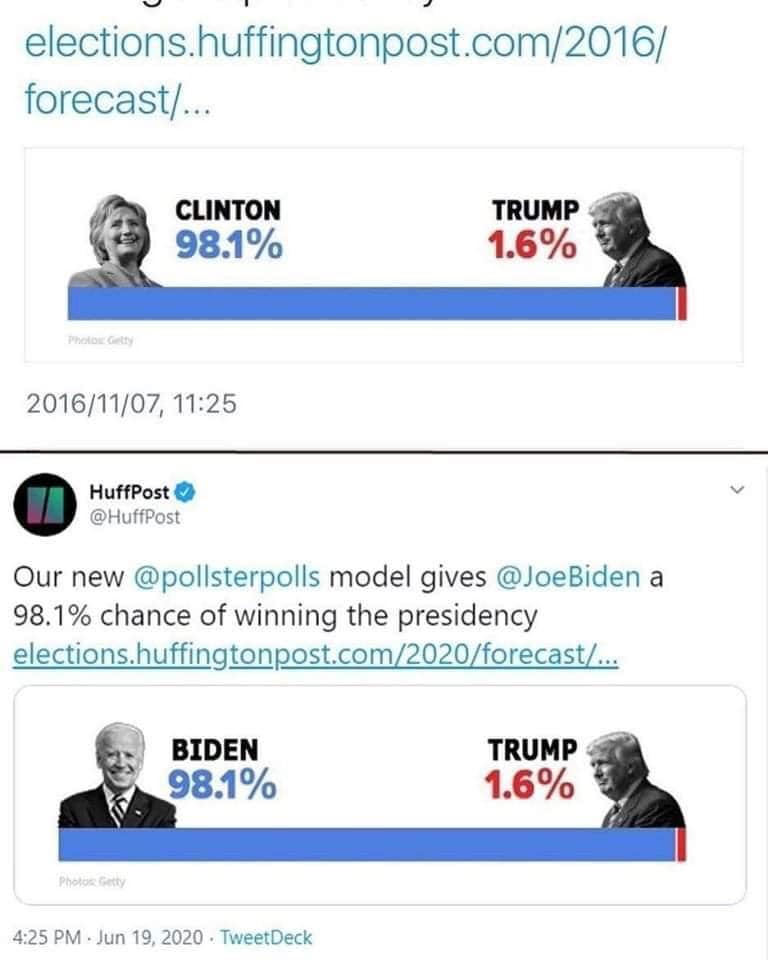 elections.huffingtonpost.com/2016/
forecast/...
CLINTON TRUMP
98.1% 1.6%
Photos: Getty
2016/11/07, 11:25
HuffPost
@HuffPost
Our new @pollsterpolls model gives @JoeBiden a
98.1% chance of winning the presidency
elections.huffingtonpost.com/2020/forecast/...
BIDEN TRUMP
98.1% 1.6%
Photos: Getty
4:25 PM · Jun 19, 2020 · TweetDeck